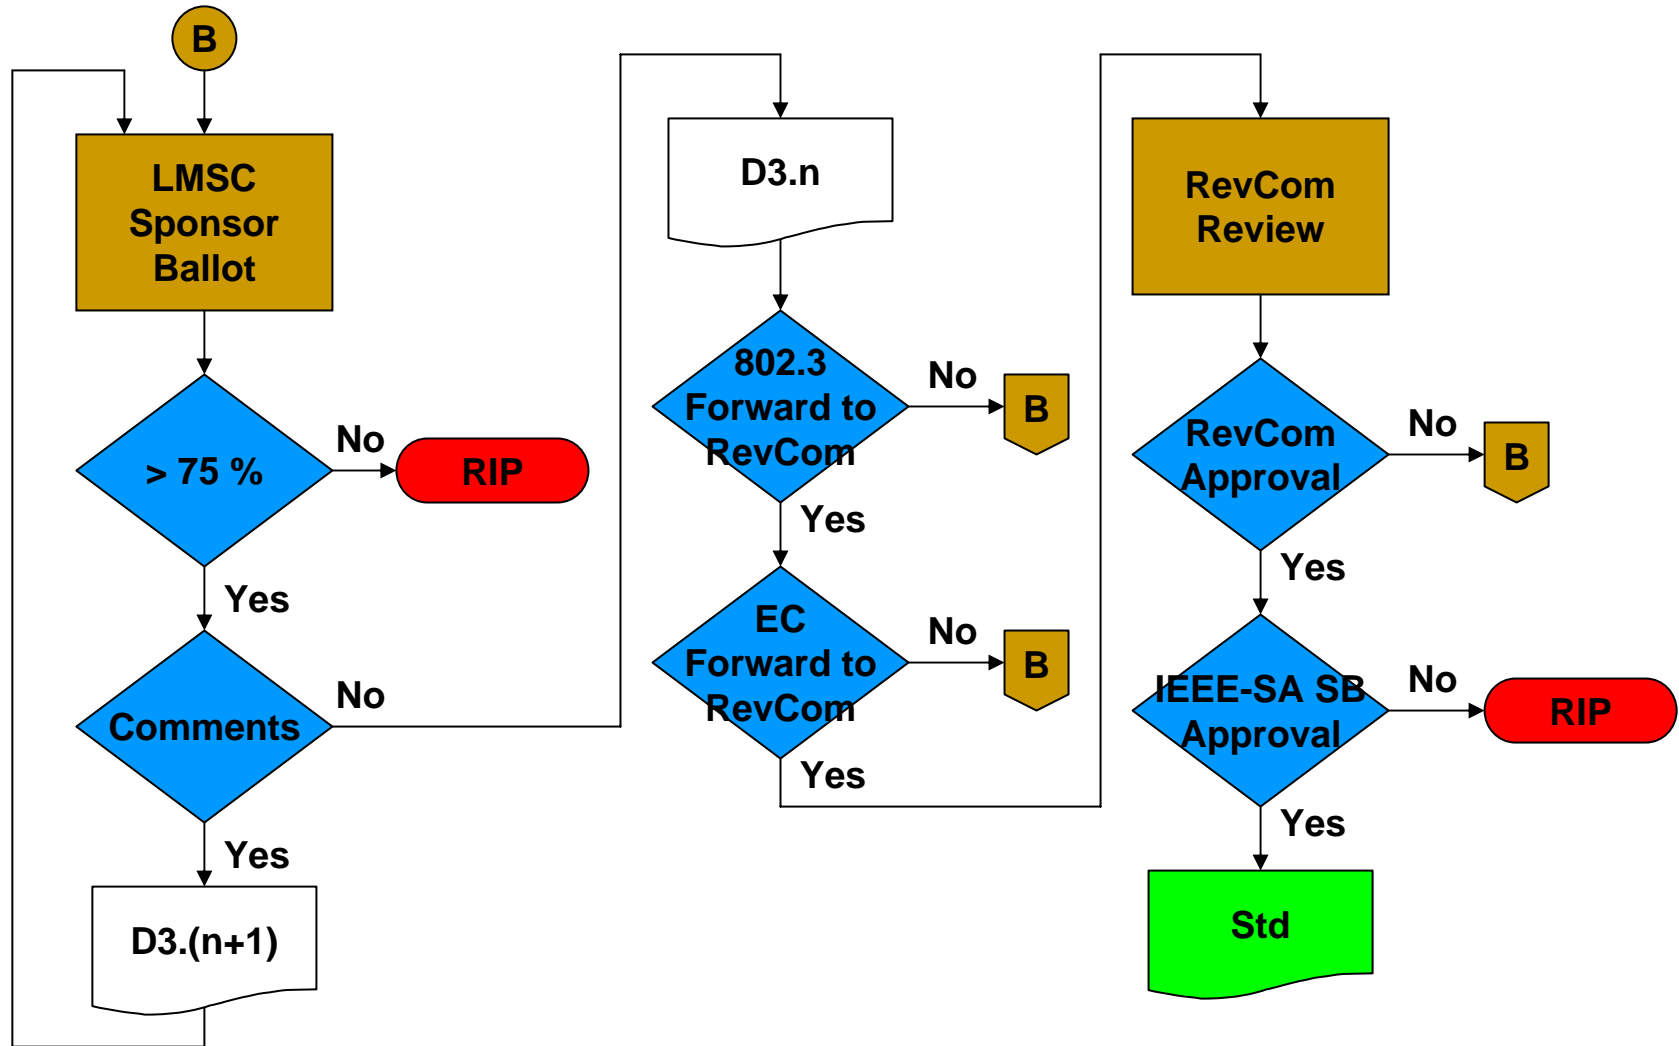 B
LMSC
Sponsor
Ballot
> 75 %
No
RIP
Yes
Comments
No
Yes
D3.(n+1)
D3.n
802.3
Forward to
RevCom
No
B
Yes
EC
Forward to
RevCom
No
B
Yes
RevCom
Review
RevCom
Approval
No
B
Yes
IEEE-SA SB
Approval
No
RIP
Yes
Std